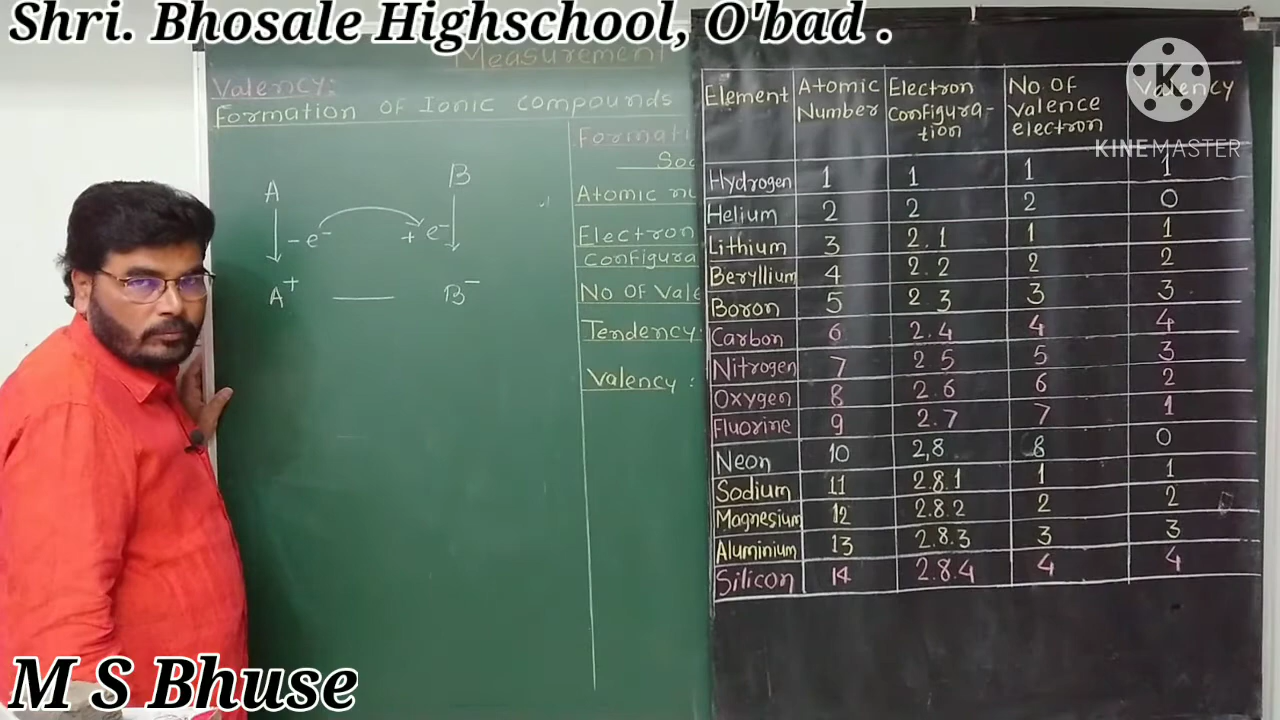 Shri. Bhosale Highschool, O'bad .
Measurement
Valency:
Formation of Ionic compounds
A B
- e⁻ + e⁻
A⁺ B⁻
Atomic
Electron
No Of
Tendency:
Valency :
Element Atomic Number Electron Configura-tion No Of Valence electron Valency
KINEMASTER
Hydrogen 1 1 1 1
Helium 2 2 2 0
Lithium 3 2.1 1 1
Beryllium 4 2.2 2 2
Boron 5 2 3 3 3
Carbon 6 2.4 4 4
Nitrogen 7 2 5 5 3
Oxygen 8 2.6 6 2
Fluorine 9 2.7 7 1
Neon 10 2,8 8 0
Sodium 11 2.8.1 1 1
Magnesium 12 2.8.2 2 2
Aluminium 13 2.8.3 3 3
Silicon 14 2.8.4 4 4
M S Bhuse